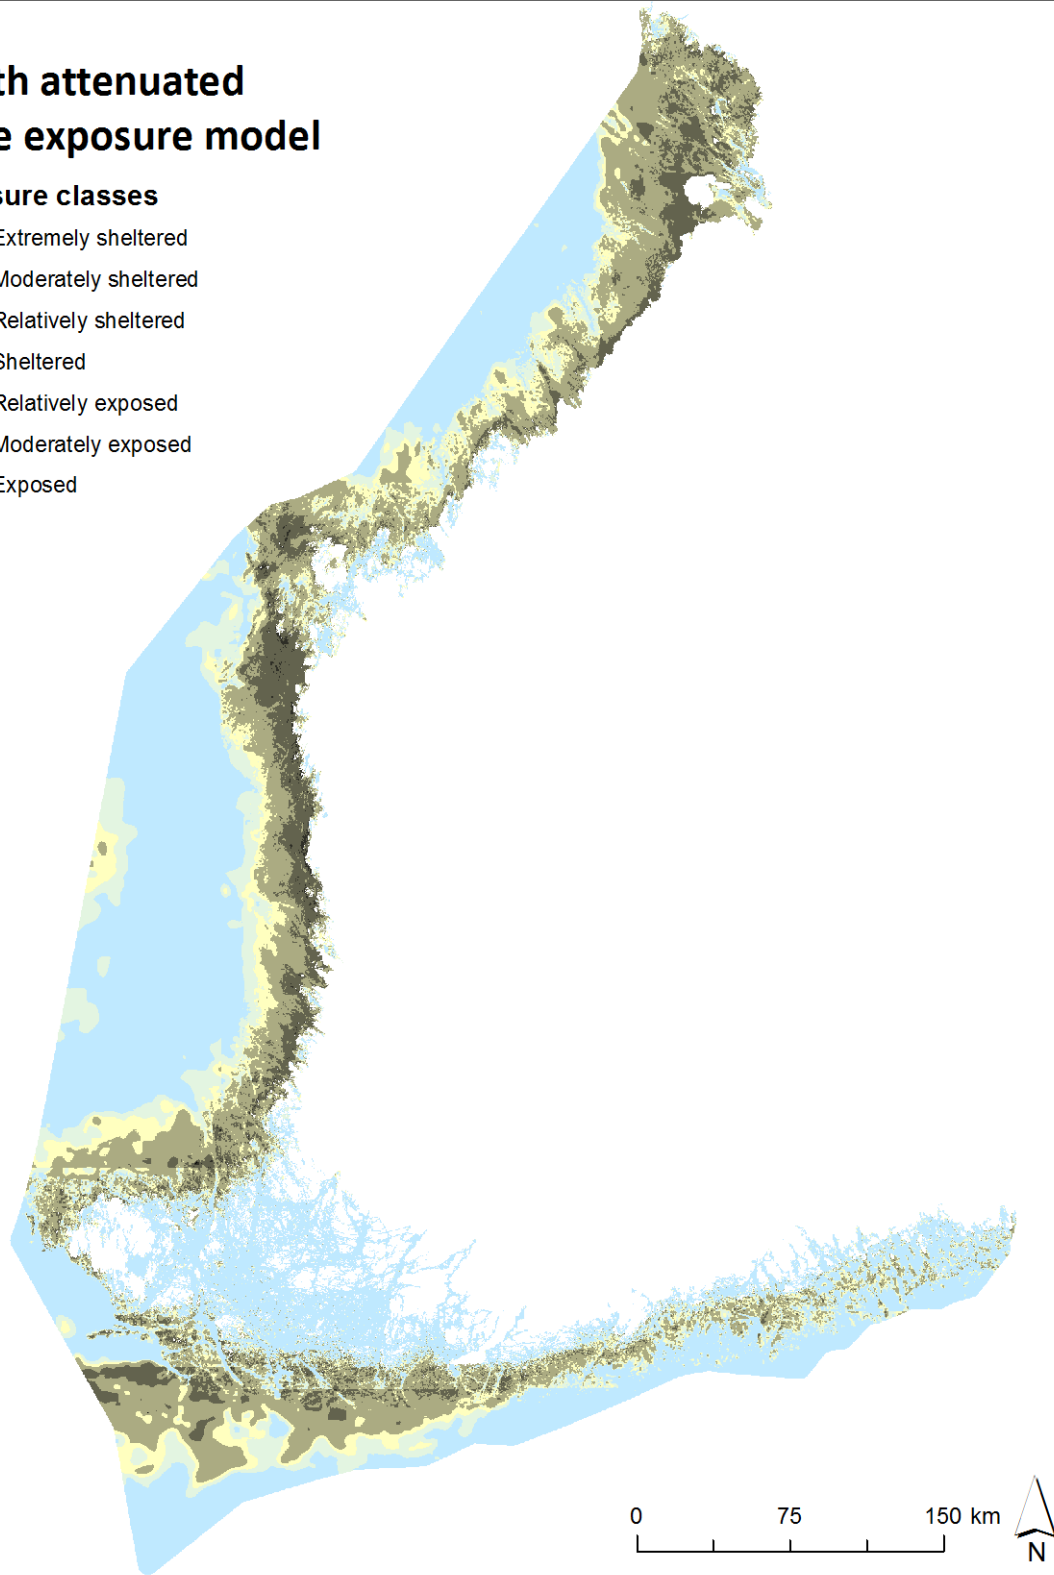 th attenuated
e exposure model
sure classes
Extremely sheltered
Moderately sheltered
Relatively sheltered
Sheltered
Relatively exposed
Moderately exposed
Exposed
0 75 150 km
N